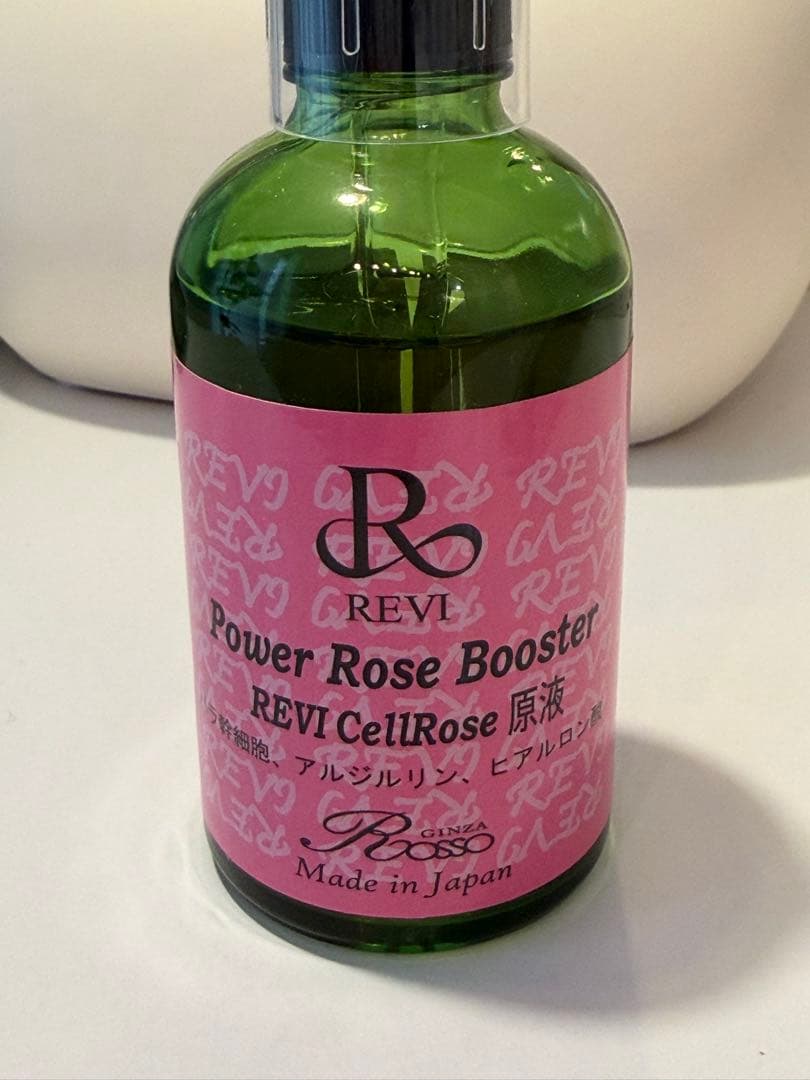 R
REVI
Power Rose Booster
REVI CellRose 原液
幹細胞、アルジルリン、ヒアルロン酸
Rosso GINZA
Made in Japan